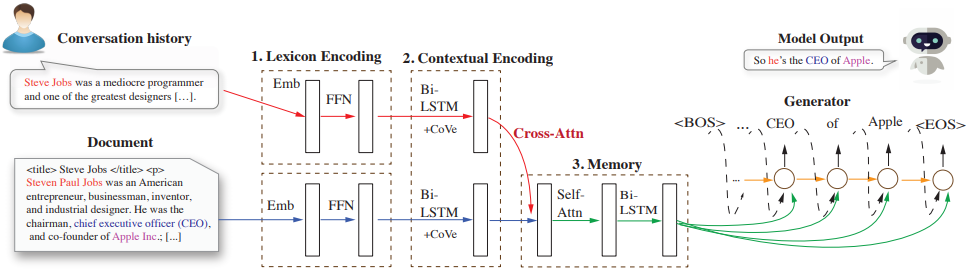 Conversation history
Steve Jobs was a mediocre programmer
and one of the greatest designers [...].
Document
<title> Steve Jobs </title> <p>
Steven Paul Jobs was an American
entrepreneur, businessman, inventor,
and industrial designer. He was the
chairman, chief executive officer (CEO),
and co-founder of Apple Inc.; [...]
1. Lexicon Encoding
Emb
FFN
Emb
FFN
2. Contextual Encoding
Bi-
LSTM
+CoVe
Bi-
LSTM
+CoVe
Cross-Attn
3. Memory
Self-
Attn
Bi-
LSTM
Model Output
So he's the CEO of Apple.
Generator
<BOS> ... CEO of Apple <EOS>
...